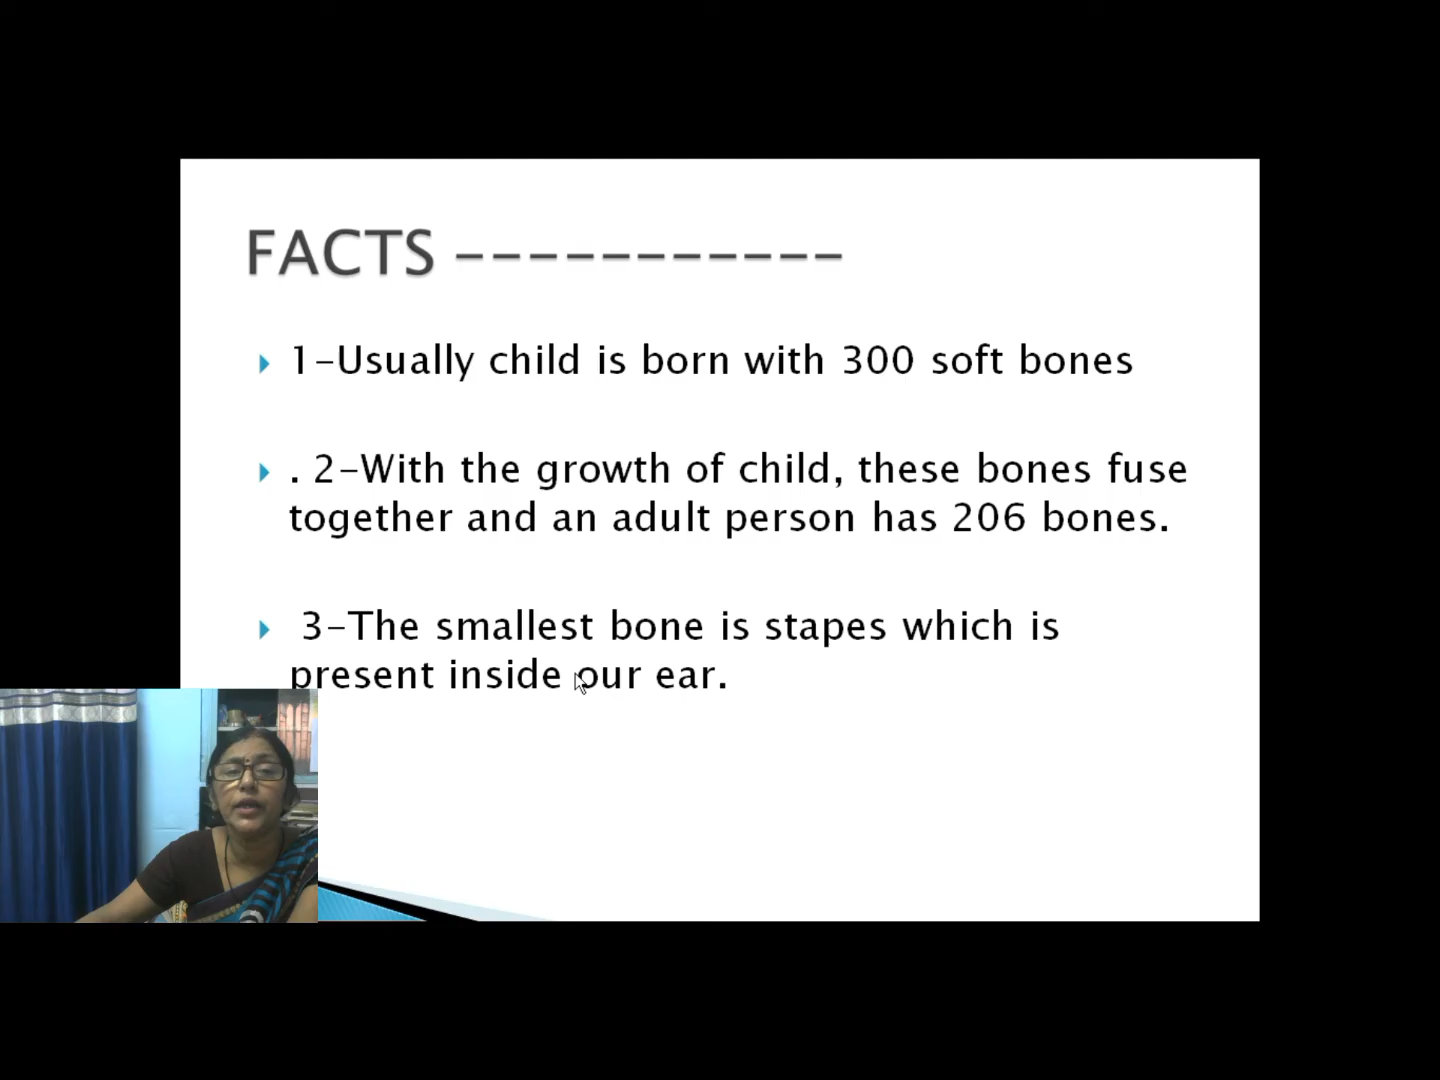 FACTS -----------
1-Usually child is born with 300 soft bones
. 2-With the growth of child, these bones fuse
together and an adult person has 206 bones.
3-The smallest bone is stapes which is
present inside our ear.